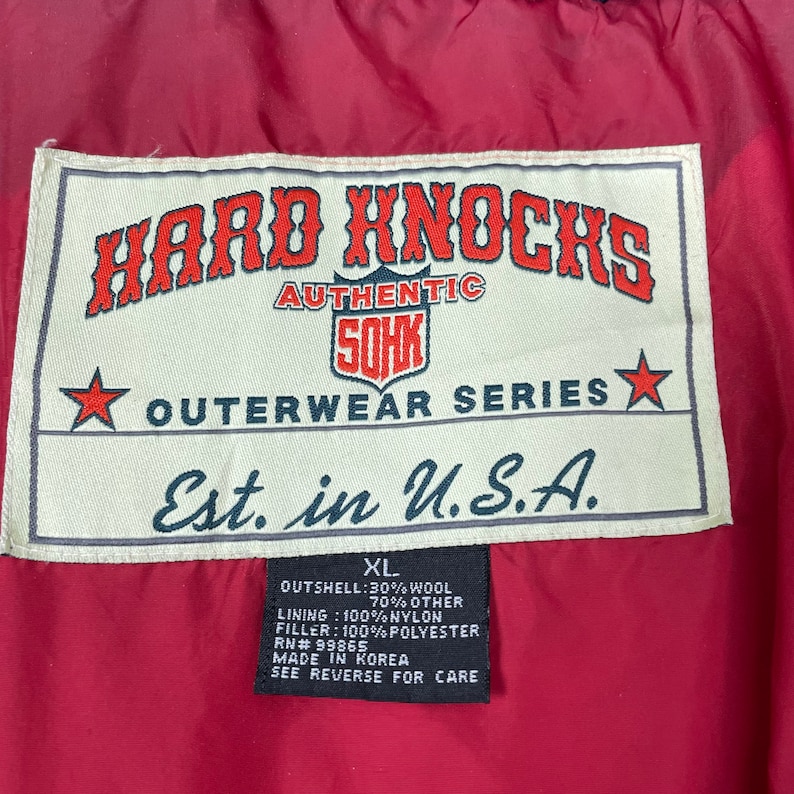 HARD KNOCKS
AUTHENTIC
SOHK
OUTERWEAR SERIES
Est. in U.S.A.
XL
OUTSHELL:30%WOOL
70%OTHER
LINING:100%NYLON
FILLER:100%POLYESTER
RN# 99865
MADE IN KOREA
SEE REVERSE FOR CARE